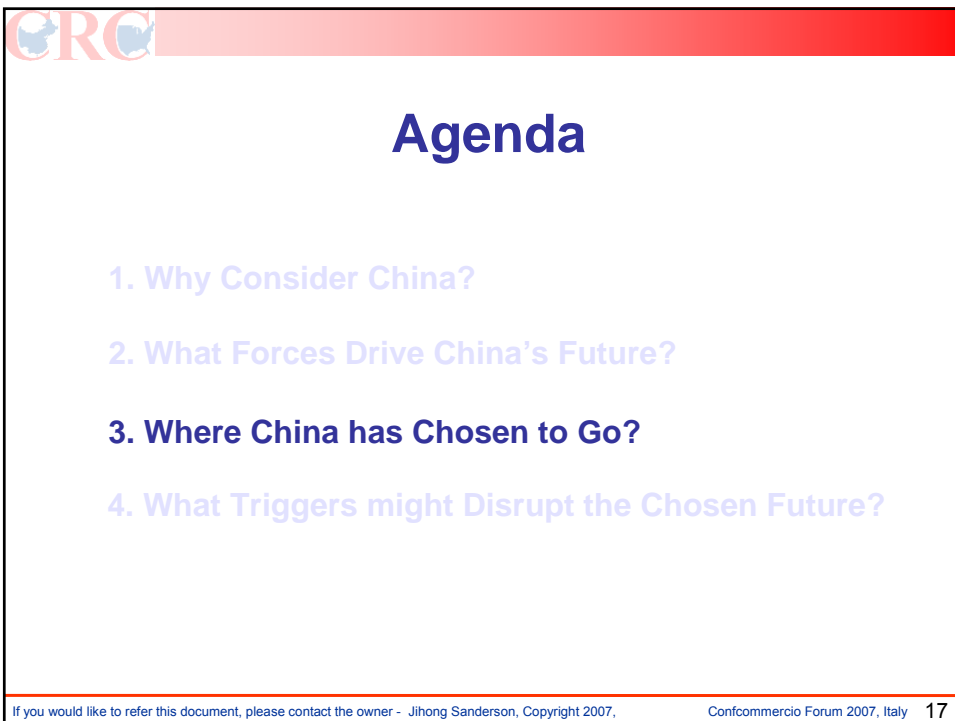 CRC
Agenda
1. Why Consider China?
2. What Forces Drive China's Future?
3. Where China has Chosen to Go?
4. What Triggers might Disrupt the Chosen Future?
If you would like to refer this document, please contact the owner - Jihong Sanderson, Copyright 2007, Confcommercio Forum 2007, Italy 17